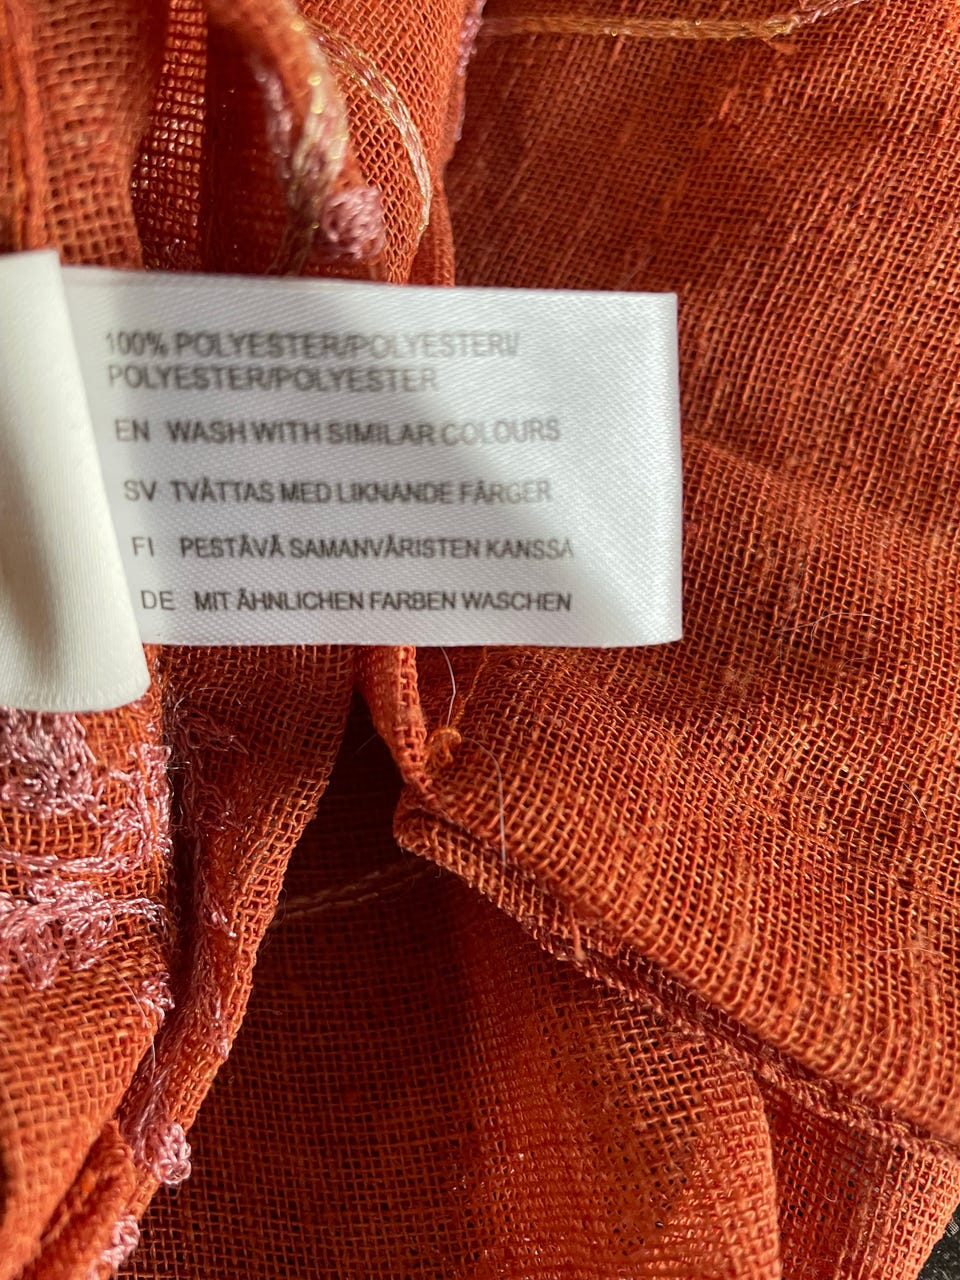 100% POLYESTER/POLYESTERI/
POLYESTER/POLYESTER
EN WASH WITH SIMILAR COLOURS
SV TVÄTTAS MED LIKNANDE FÄRGER
FI PESTÄVÄ SAMANVÄRISTEN KANSSA
DE MIT ÄHNLICHEN FARBEN WASCHEN